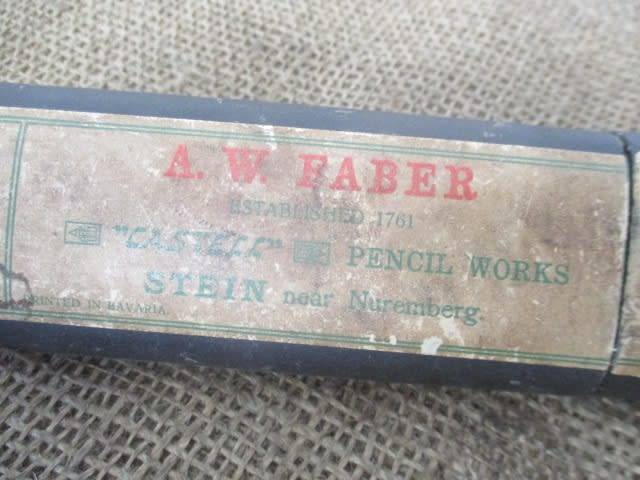 A. W. FABER
ESTABLISHED 1761
"CASTELL" PENCIL WORKS
STEIN near Nuremberg.
PRINTED IN BAVARIA.